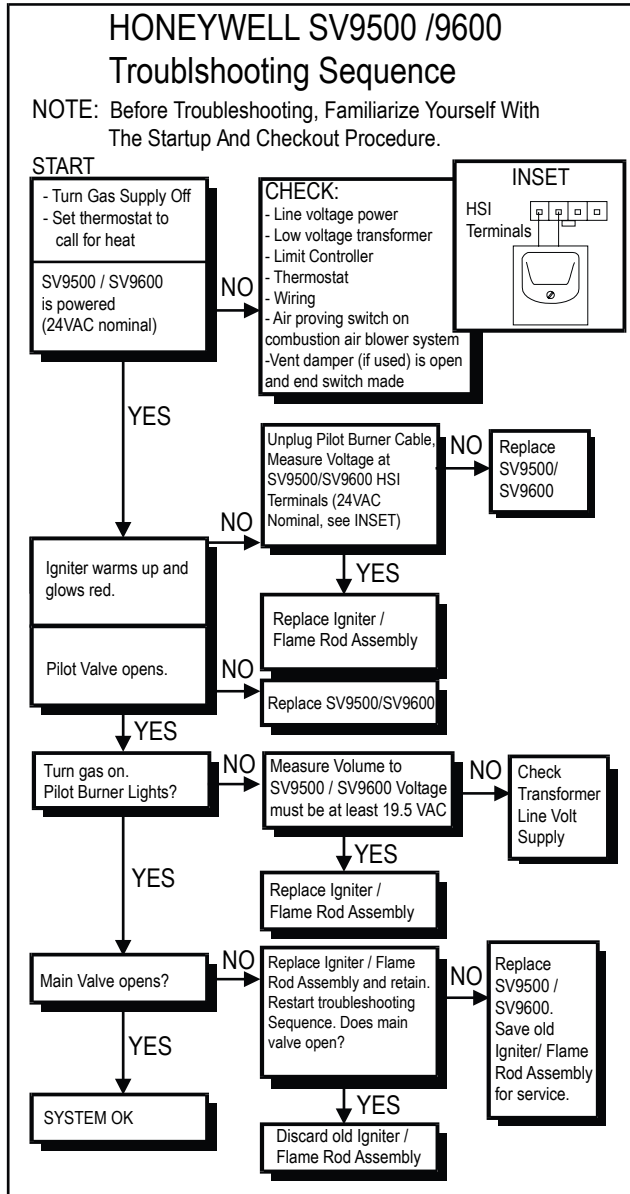 HONEYWELL SV9500 /9600
Troublshooting Sequence
NOTE: Before Troubleshooting, Familiarize Yourself With
The Startup And Checkout Procedure.
START
- Turn Gas Supply Off
- Set thermostat to
call for heat
SV9500 / SV9600
is powered
(24VAC nominal)
NO
CHECK:
- Line voltage power
- Low voltage transformer
- Limit Controller
- Thermostat
- Wiring
- Air proving switch on
combustion air blower system
-Vent damper (if used) is open
and end switch made
INSET
HSI
Terminals
YES
Igniter warms up and
glows red.
NO
Unplug Pilot Burner Cable,
Measure Voltage at
SV9500/SV9600 HSI
Terminals (24VAC
Nominal, see INSET)
NO
Replace
SV9500/
SV9600
YES
Replace Igniter /
Flame Rod Assembly
Pilot Valve opens.
NO
Replace SV9500/SV9600
YES
Turn gas on.
Pilot Burner Lights?
NO
Measure Volume to
SV9500 / SV9600 Voltage
must be at least 19.5 VAC
NO
Check
Transformer
Line Volt
Supply
YES
Replace Igniter /
Flame Rod Assembly
YES
Main Valve opens?
NO
Replace Igniter / Flame
Rod Assembly and retain.
Restart troubleshooting
Sequence. Does main
valve open?
NO
Replace
SV9500 /
SV9600.
Save old
Igniter/ Flame
Rod Assembly
for service.
YES
Discard old Igniter /
Flame Rod Assembly
YES
SYSTEM OK